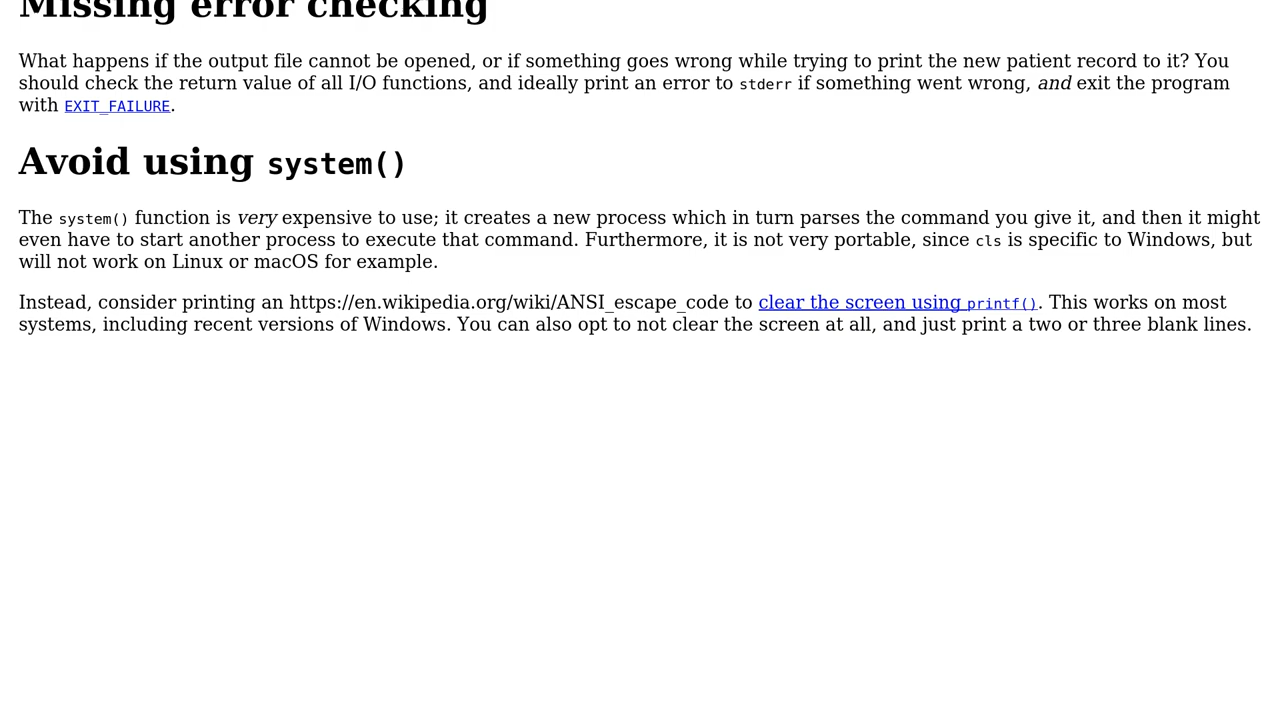 Missing error checking
What happens if the output file cannot be opened, or if something goes wrong while trying to print the new patient record to it? You
should check the return value of all I/O functions, and ideally print an error to stderr if something went wrong, and exit the program
with EXIT_FAILURE.
Avoid using system()
The system() function is very expensive to use; it creates a new process which in turn parses the command you give it, and then it might
even have to start another process to execute that command. Furthermore, it is not very portable, since cls is specific to Windows, but
will not work on Linux or macOS for example.
Instead, consider printing an https://en.wikipedia.org/wiki/ANSI_escape_code to clear the screen using printf(). This works on most
systems, including recent versions of Windows. You can also opt to not clear the screen at all, and just print a two or three blank lines.